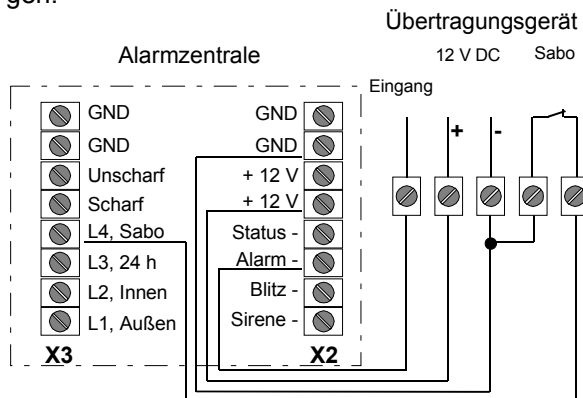 gen.
Übertragungsgerät
Alarmzentrale
12 V DC Sabo
Eingang
+ -
GND GND
GND GND
Unscharf + 12 V
Scharf + 12 V
L4, Sabo Status -
L3, 24 h Alarm -
L2, Innen Blitz -
L1, Außen Sirene -
X3 X2